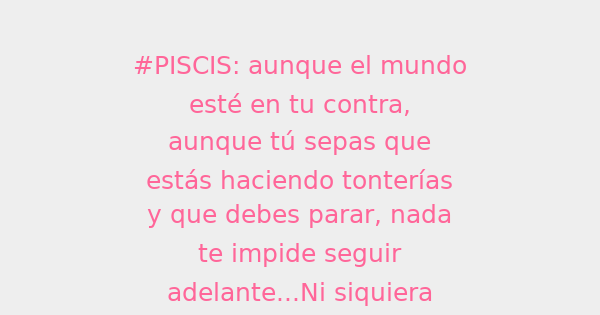 #PISCIS: aunque el mundo
esté en tu contra,
aunque tú sepas que
estás haciendo tonterías
y que debes parar, nada
te impide seguir
adelante...Ni siquiera